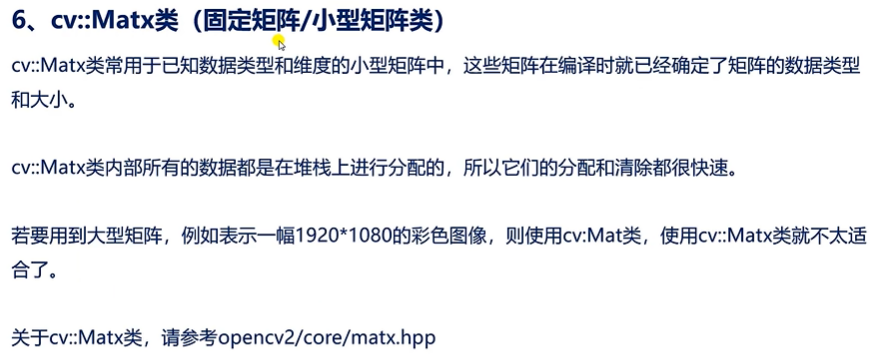 6、cv::Matx类（固定矩阵/小型矩阵类）
cv::Matx类常用于已知数据类型和维度的小型矩阵中，这些矩阵在编译时就已经确定了矩阵的数据类型
和大小。
cv::Matx类内部所有的数据都是在堆栈上进行分配的，所以它们的分配和清除都很快速。
若要用到大型矩阵，例如表示一幅1920*1080的彩色图像，则使用cv:Mat类，使用cv::Matx类就不太适
合了。
关于cv::Matx类，请参考opencv2/core/matx.hpp